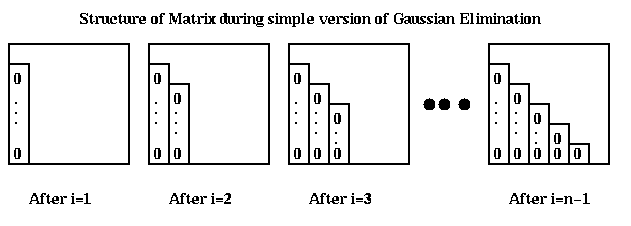 Structure of Matrix during simple version of Gaussian Elimination
0 0 0 0
. 0 . 0 . 0
. . . . . 0 . . 0
. . . . . . . . . 0
0 0 0 0 0 0 0 0 0 0 0
After i=1 After i=2 After i=3 After i=n-1